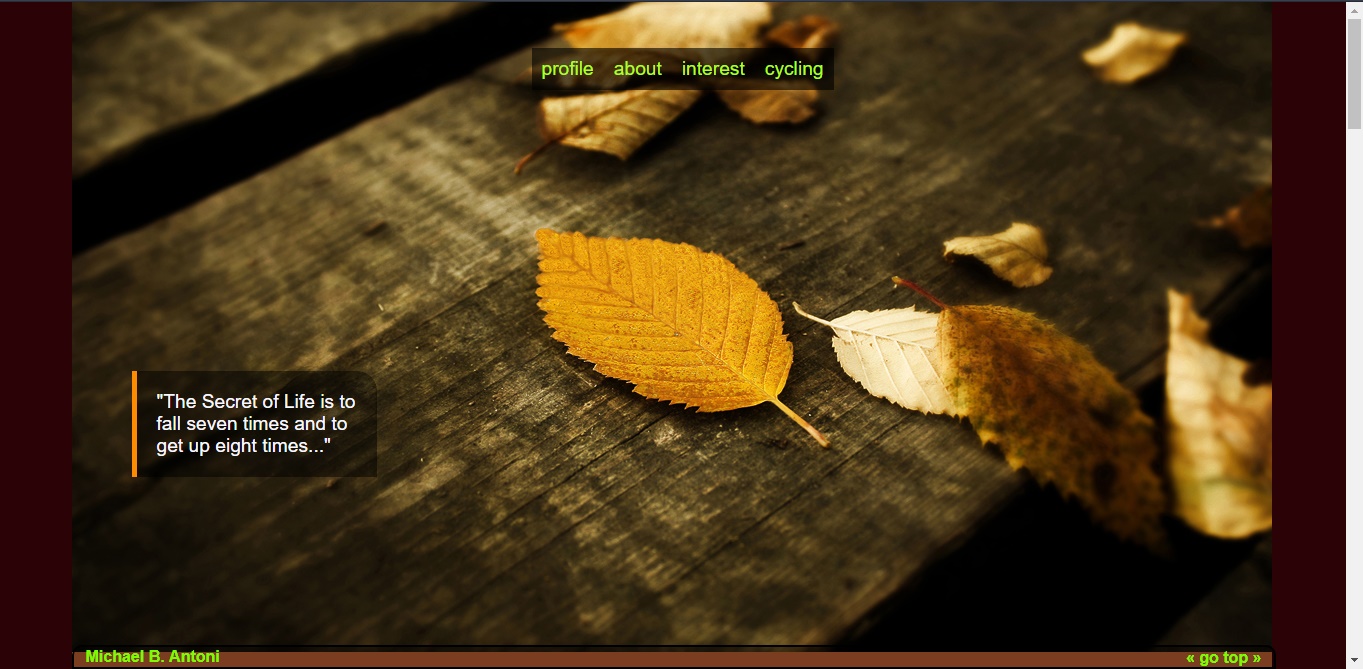 profile about interest cycling
"The Secret of Life is to
fall seven times and to
get up eight times..."
Michael B. Antoni
« go top »